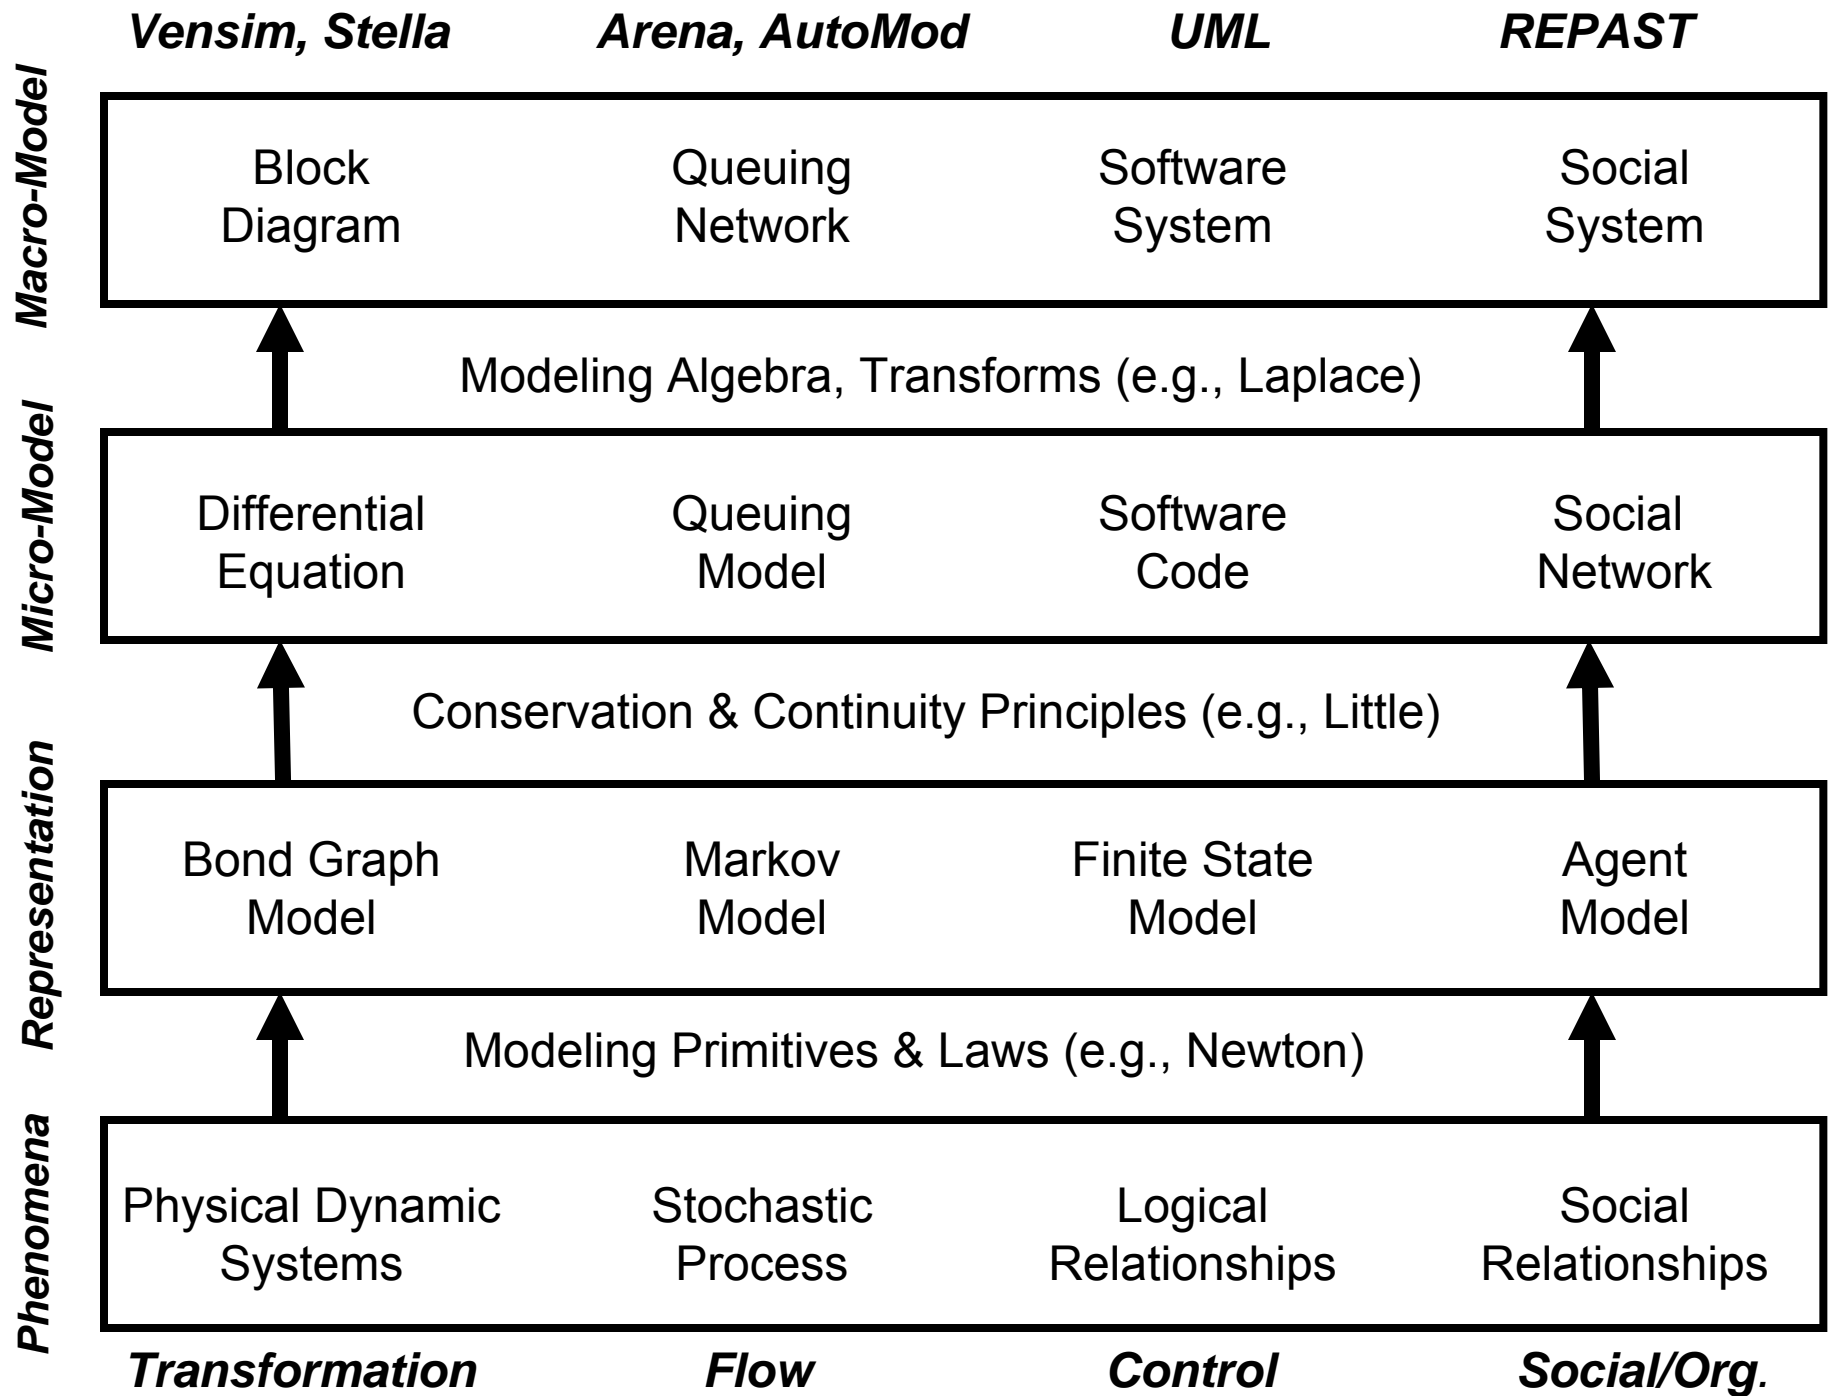 Vensim, Stella
Arena, AutoMod
UML
REPAST
Macro-Model
Block
Diagram
Queuing
Network
Software
System
Social
System
Modeling Algebra, Transforms (e.g., Laplace)
Micro-Model
Differential
Equation
Queuing
Model
Software
Code
Social
Network
Conservation & Continuity Principles (e.g., Little)
Representation
Bond Graph
Model
Markov
Model
Finite State
Model
Agent
Model
Modeling Primitives & Laws (e.g., Newton)
Phenomena
Physical Dynamic
Systems
Stochastic
Process
Logical
Relationships
Social
Relationships
Transformation
Flow
Control
Social/Org.